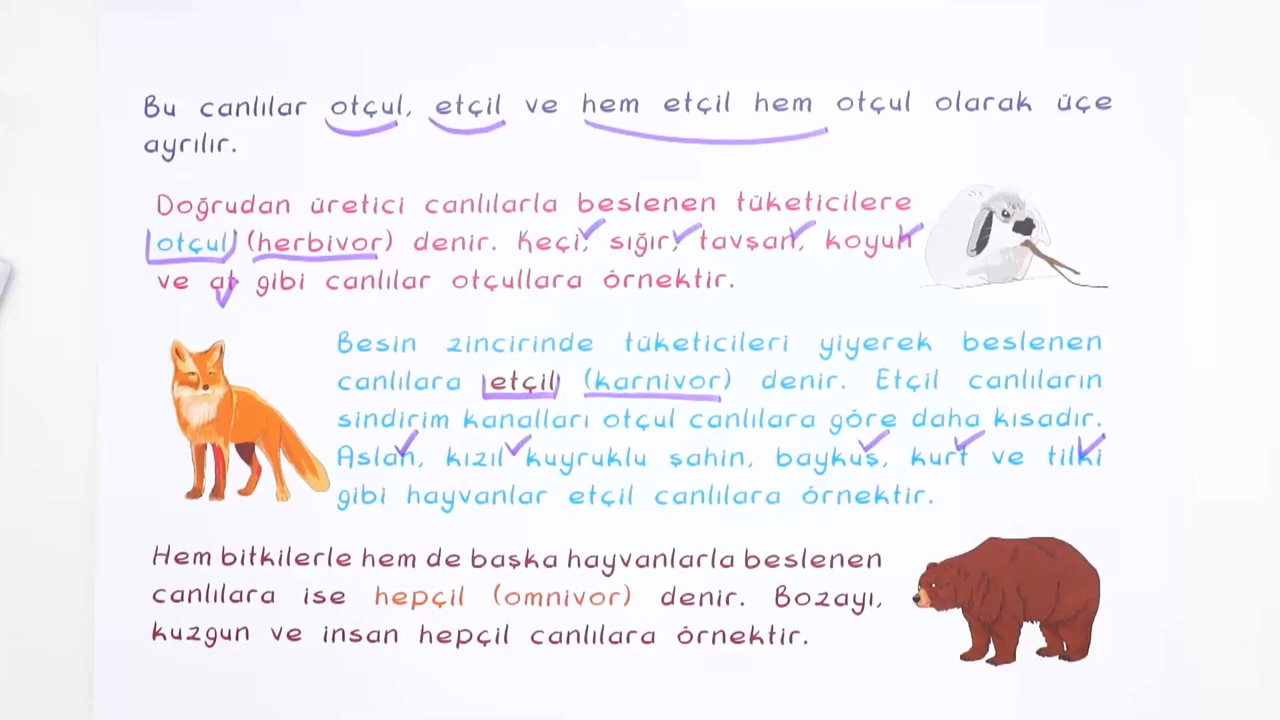 Bu canlılar otçul, etçil ve hem etçil hem otçul olarak üçe
ayrılır.
Doğrudan üretici canlılarla beslenen tüketicilere
otçul (herbivor) denir. Keçi, sığır, tavşan, koyun
ve at gibi canlılar otçullara örnektir.
Besin zincirinde tüketicileri yiyerek beslenen
canlılara etçil (karnivor) denir. Etçil canlıların
sindirim kanalları otçul canlılara göre daha kısadır.
Aslan, kızıl kuyruklu şahin, baykuş, kurt ve tilki
gibi hayvanlar etçil canlılara örnektir.
Hem bitkilerle hem de başka hayvanlarla beslenen
canlılara ise hepçil (omnivor) denir. Bozayı,
kuzgun ve insan hepçil canlılara örnektir.